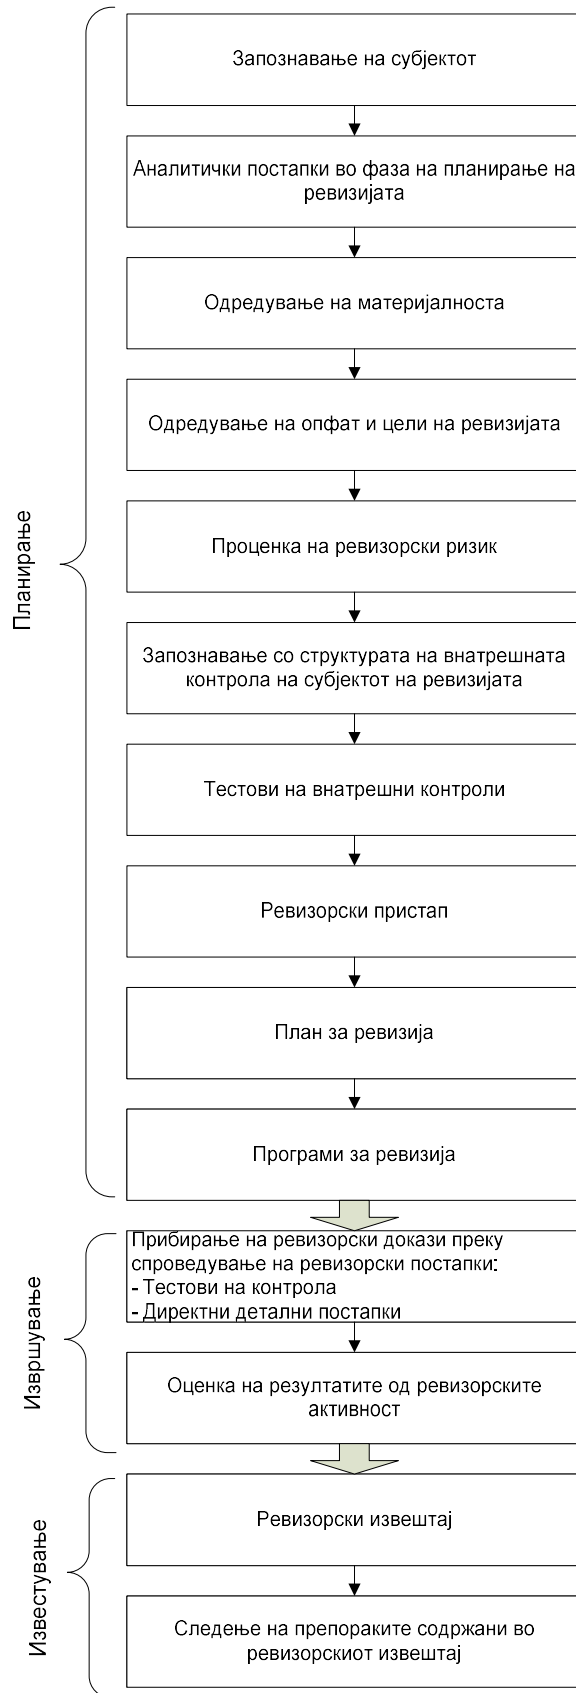 Планирање
Запознавање на субјектот
Аналитички постапки во фаза на планирање на
ревизијата
Одредување на материјалноста
Одредување на опфат и цели на ревизијата
Проценка на ревизорски ризик
Запознавање со структурата на внатрешната
контрола на субјектот на ревизијата
Тестови на внатрешни контроли
Ревизорски пристап
План за ревизија
Програми за ревизија
Извршување
Прибирање на ревизорски докази преку
спроведување на ревизорски постапки:
- Тестови на контрола
- Директни детални постапки
Оценка на резултатите од ревизорските
активност
Известување
Ревизорски извештај
Следење на препораките содржани во
ревизорскиот извештај